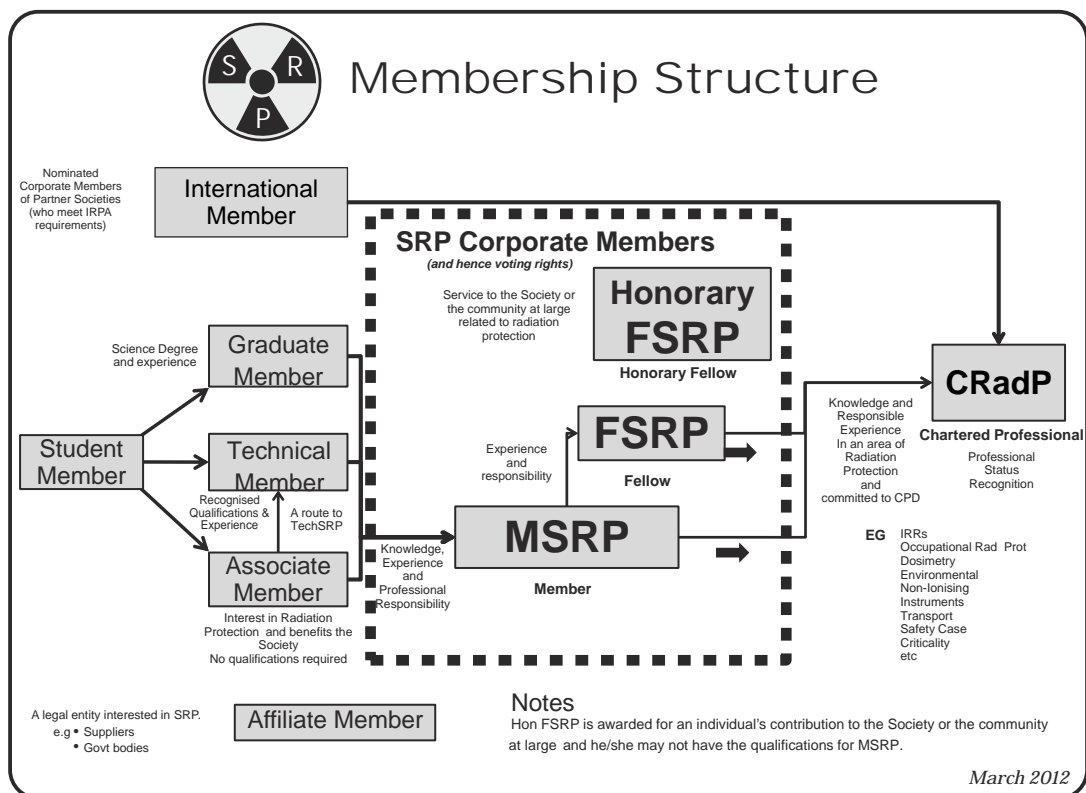 S R
P
Membership Structure
Nominated
Corporate Members
of Partner Societies
(who meet IRPA
requirements)
International
Member
SRP Corporate Members
(and hence voting rights)
Service to the Society or
the community at large
related to radiation
protection
Honorary
FSRP
Honorary Fellow
Science Degree
and experience
Graduate
Member
CRadP
Chartered Professional
Professional
Status
Recognition
Student
Member
Technical
Member
Recognised
Qualifications &
Experience
A route to
TechSRP
Experience
and
responsibility
FSRP
Fellow
Knowledge and
Responsible
Experience
In an area of
Radiation
Protection
and
committed to CPD
Associate
Member
Interest in Radiation
Protection and benefits the
Society
No qualifications required
Knowledge,
Experience
and
Professional
Responsibility
MSRP
Member
EG IRRs
Occupational Rad Prot
Dosimetry
Environmental
Non-Ionising
Instruments
Transport
Safety Case
Criticality
etc
A legal entity interested in SRP.
e.g • Suppliers
• Govt bodies
Affiliate Member
Notes
Hon FSRP is awarded for an individual's contribution to the Society or the community
at large and he/she may not have the qualifications for MSRP.
March 2012